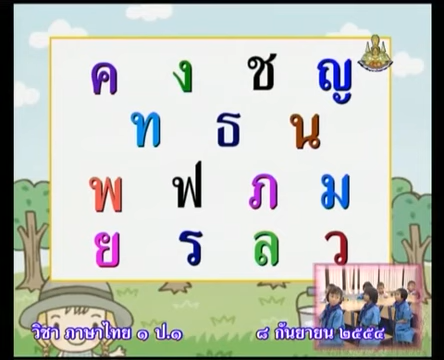 ค ง ช ญ
ท ธ น
พ ฟ ภ ม
ย ร ล ว
วิชา ภาษาไทย ๑ ป.๑ ๘ กันยายน ๒๕๕๔